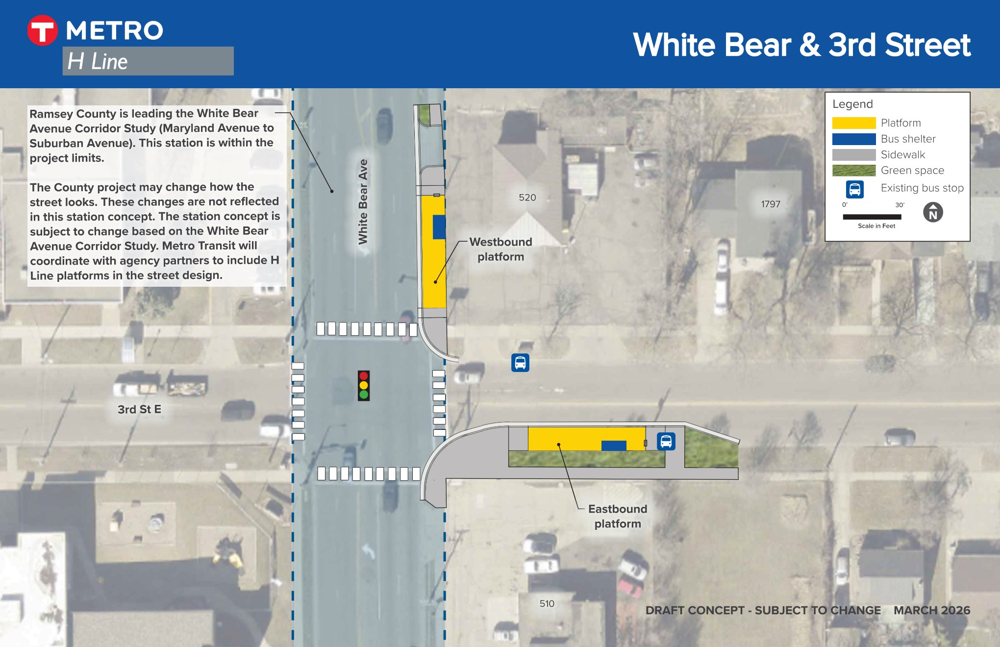 T METRO
H Line
White Bear & 3rd Street
Ramsey County is leading the White Bear
Avenue Corridor Study (Maryland Avenue to
Suburban Avenue). This station is within the
project limits.
The County project may change how the
street looks. These changes are not reflected
in this station concept. The station concept is
subject to change based on the White Bear
Avenue Corridor Study. Metro Transit will
coordinate with agency partners to include H
Line platforms in the street design.
White Bear Ave
Legend
Platform
Bus shelter
Sidewalk
Green space
Existing bus stop
0'
30'
Scale in Feet
N
520
1797
Westbound
platform
3rd St E
Eastbound
platform
510
DRAFT CONCEPT - SUBJECT TO CHANGE MARCH 2026